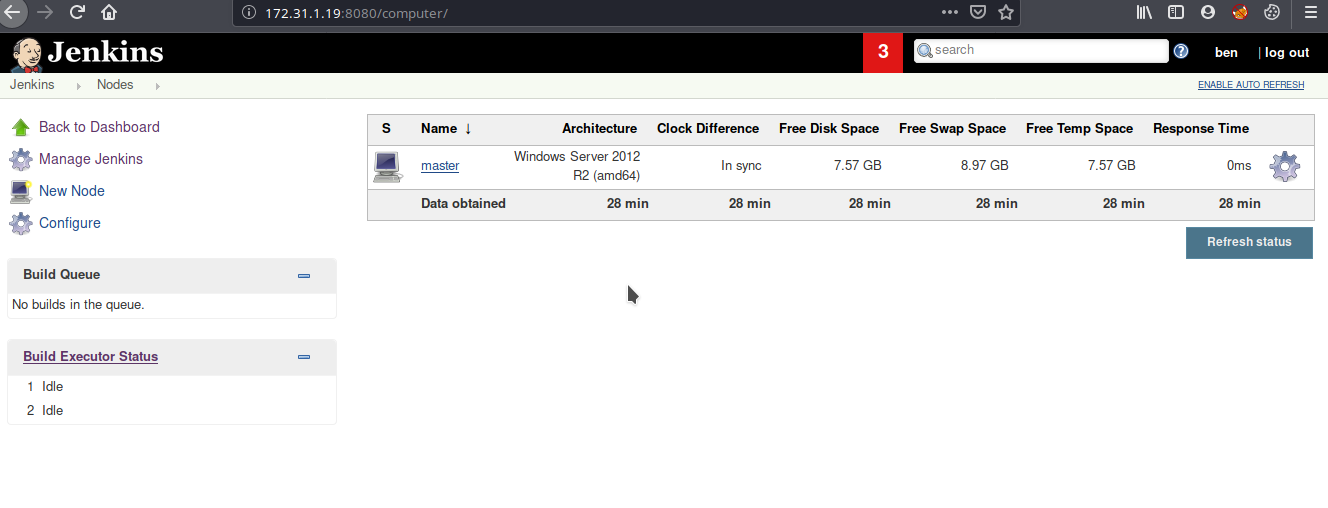 172.31.1.19:8080/computer/
Jenkins
3
search
ben
| log out
Jenkins
Nodes
ENABLE AUTO REFRESH
Back to Dashboard
Manage Jenkins
New Node
Configure
Build Queue
No builds in the queue.
Build Executor Status
1 Idle
2 Idle
S Name ↓ Architecture Clock Difference Free Disk Space Free Swap Space Free Temp Space Response Time
master Windows Server 2012 R2 (amd64) In sync 7.57 GB 8.97 GB 7.57 GB 0ms
Data obtained 28 min 28 min 28 min 28 min 28 min 28 min
Refresh status